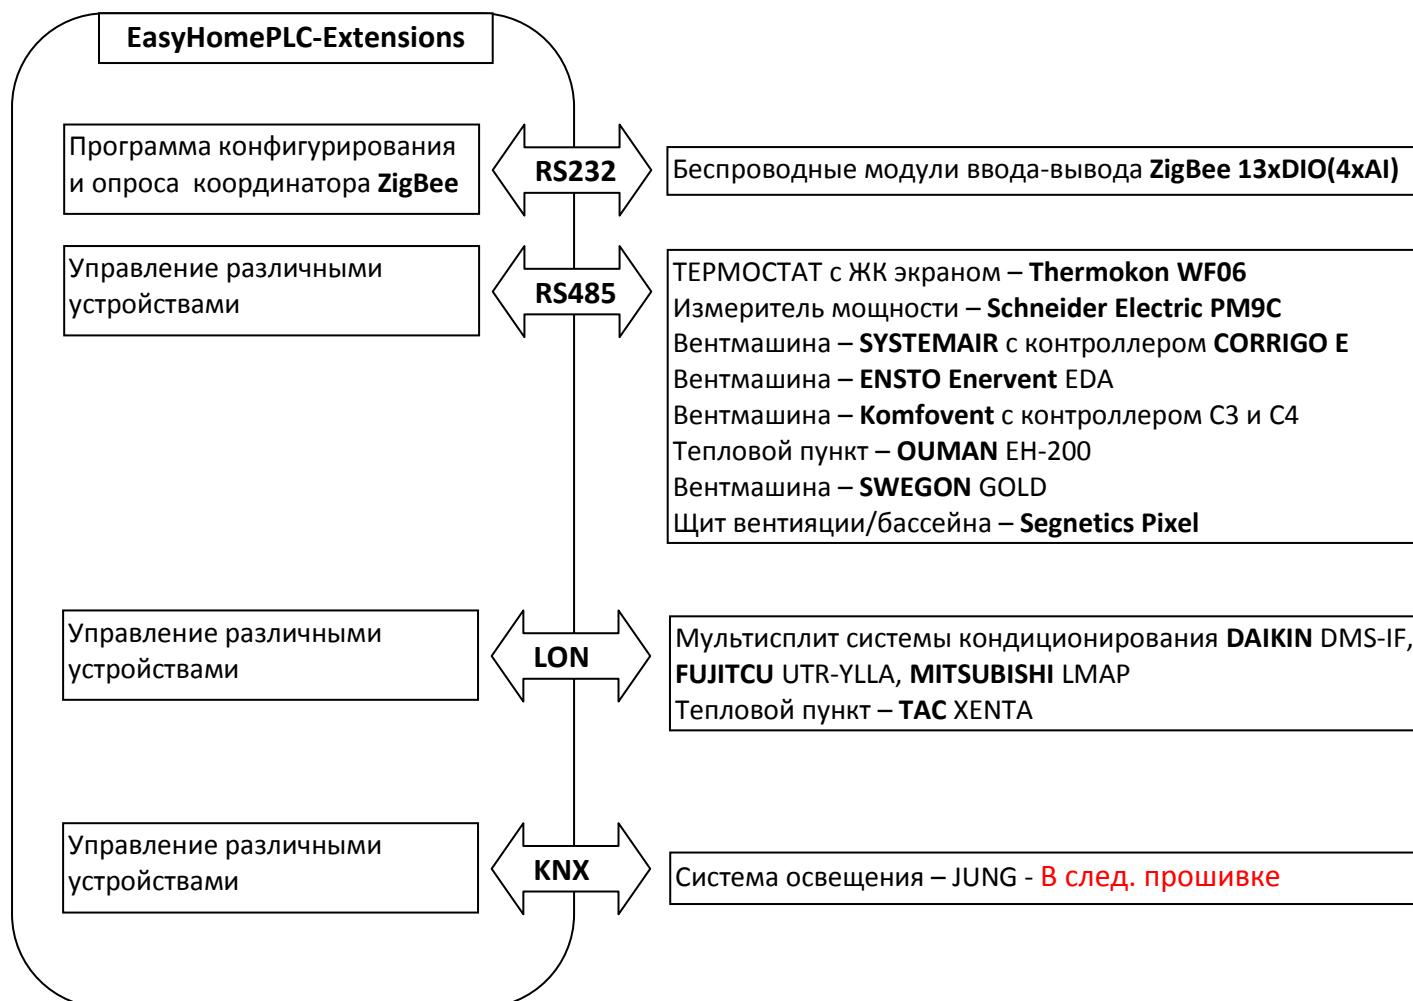 EasyHomePLC-Extensions
Программа конфигурирования
и опроса координатора ZigBee
RS232
Беспроводные модули ввода-вывода ZigBee 13xDIO(4xAI)
Управление различными
устройствами
RS485
ТЕРМОСТАТ с ЖК экраном – Thermokon WF06
Измеритель мощности – Schneider Electric PM9C
Вентмашина – SYSTEMAIR с контроллером CORRIGO E
Вентмашина – ENSTO Enervent EDA
Вентмашина – Komfovent с контроллером C3 и C4
Тепловой пункт – OUMAN EH-200
Вентмашина – SWEGON GOLD
Щит вентияции/бассейна – Segnetics Pixel
Управление различными
устройствами
LON
Мультисплит системы кондиционирования DAIKIN DMS-IF,
FUJITCU UTR-YLLA, MITSUBISHI LMAP
Тепловой пункт – TAC XENTA
Управление различными
устройствами
KNX
Система освещения – JUNG - В след. прошивке